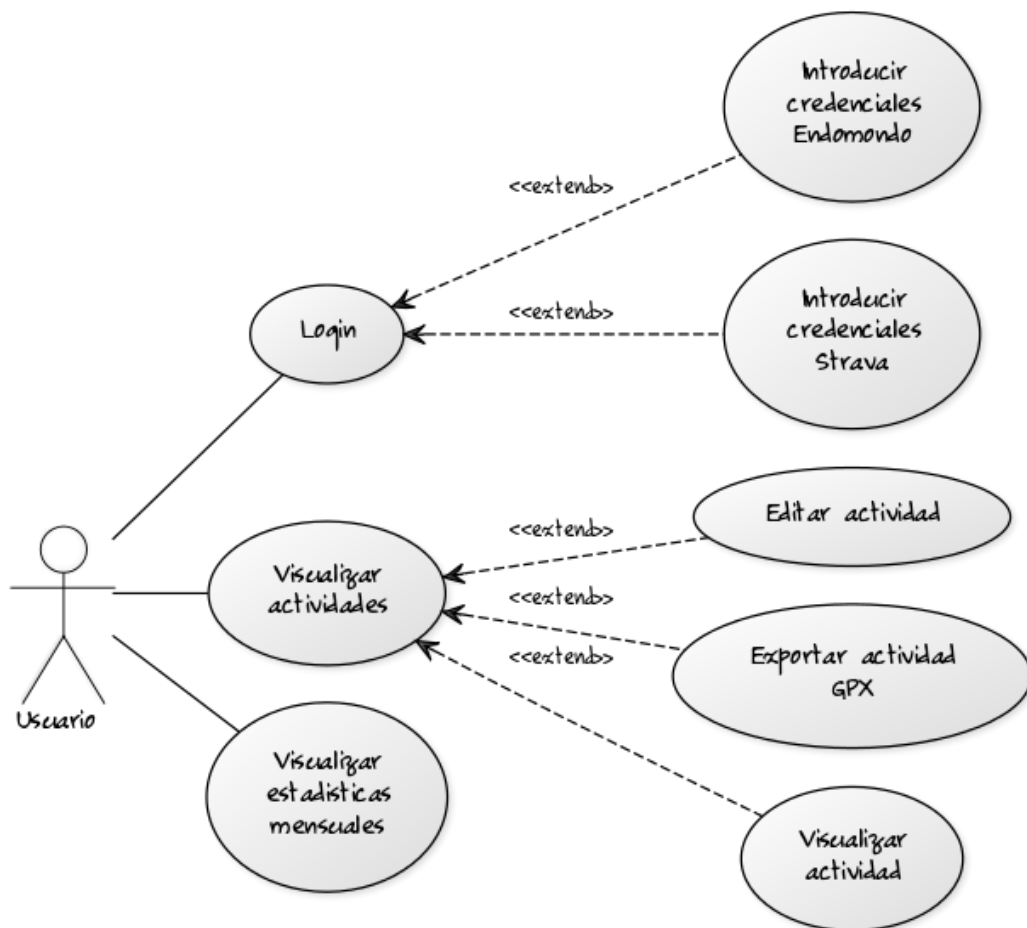 Introducir
credenciales
Endomondo
<<extend>>
Introducir
credenciales
Strava
<<extend>>
Login
Editar actividad
<<extend>>
Visualizar
actividades
<<extend>>
Exportar actividad
GPX
<<extend>>
Usuario
Visualizar
estadisticas
mensuales
Visualizar
actividad